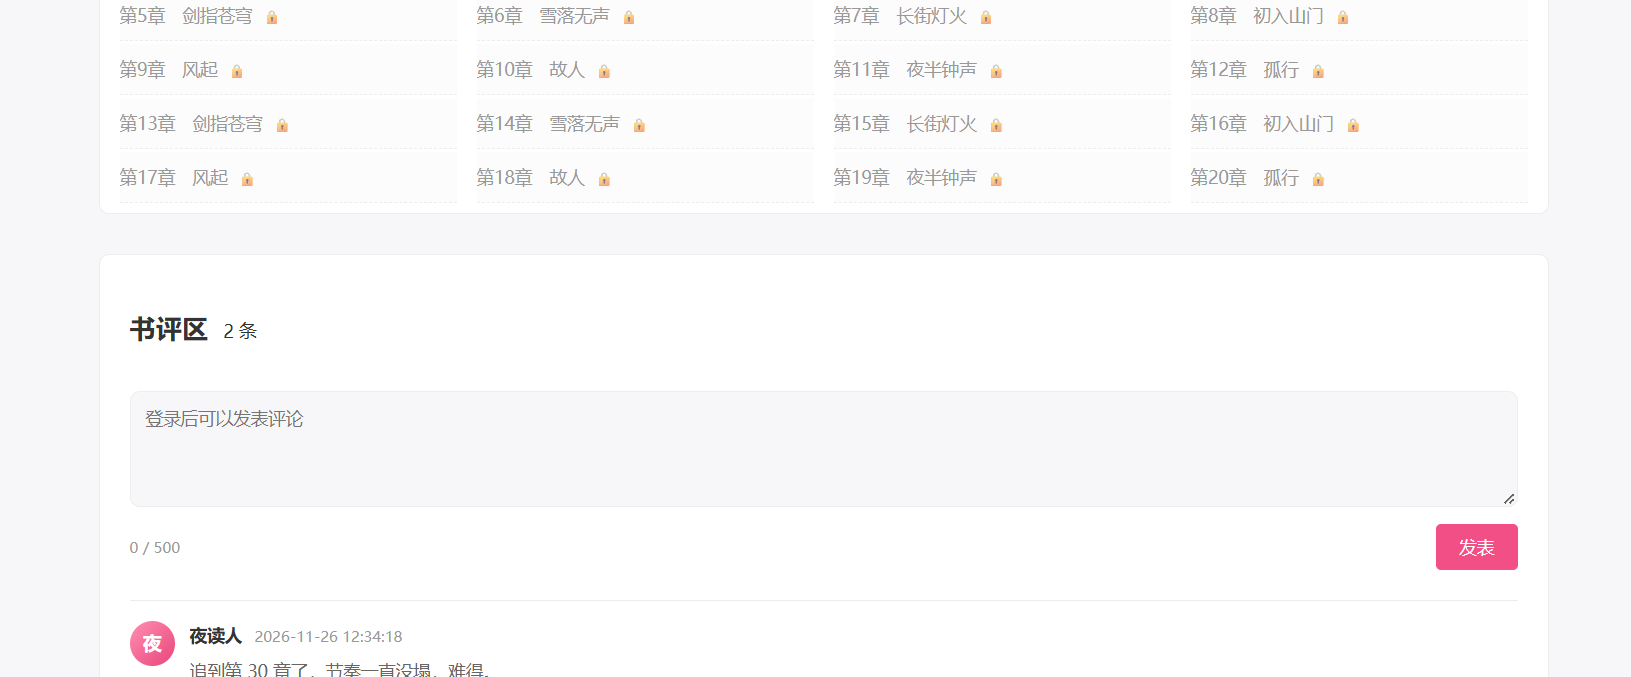 第5章 剑指苍穹 第6章 雪落无声 第7章 长街灯火 第8章 初入山门
第9章 风起 第10章 故人 第11章 夜半钟声 第12章 孤行
第13章 剑指苍穹 第14章 雪落无声 第15章 长街灯火 第16章 初入山门
第17章 风起 第18章 故人 第19章 夜半钟声 第20章 孤行
书评区 2 条
登录后可以发表评论
0 / 500
发表
夜 夜读人 2026-11-26 12:34:18
追到第 30 章了，节奏一直没塌，难得。